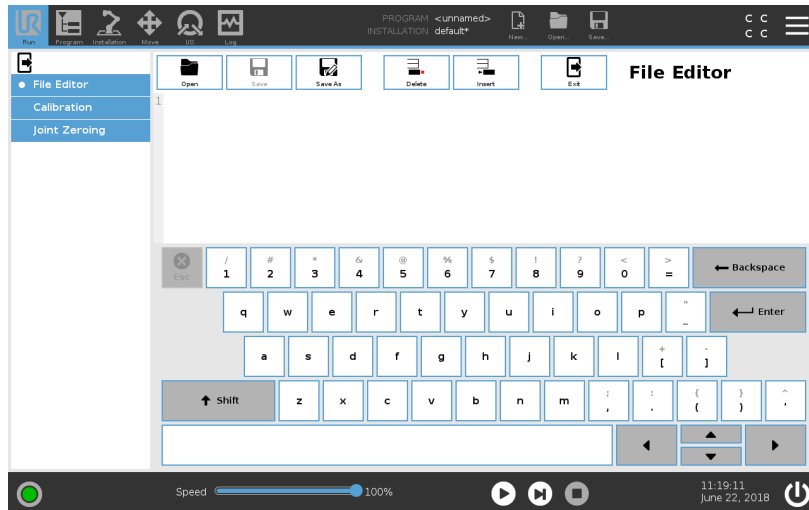 PROGRAM <unnamed>
INSTALLATION default*
UR
Run Program Installation Move I/O Log New... Open... Save...
C C
C C
File Editor
Calibration
Joint Zeroing
Open Save Save As Delete Insert Exit
File Editor
1
/ # * & @ % $ ! ? < >
Esc 1 2 3 4 5 6 7 8 9 0 = Backspace
"
q w e r t y u i o p _ Enter
+ -
a s d f g h j k l [ ]
; : { } ^
Shift z x c v b n m , . ( ) '
Speed 100%
11:19:11
June 22, 2018